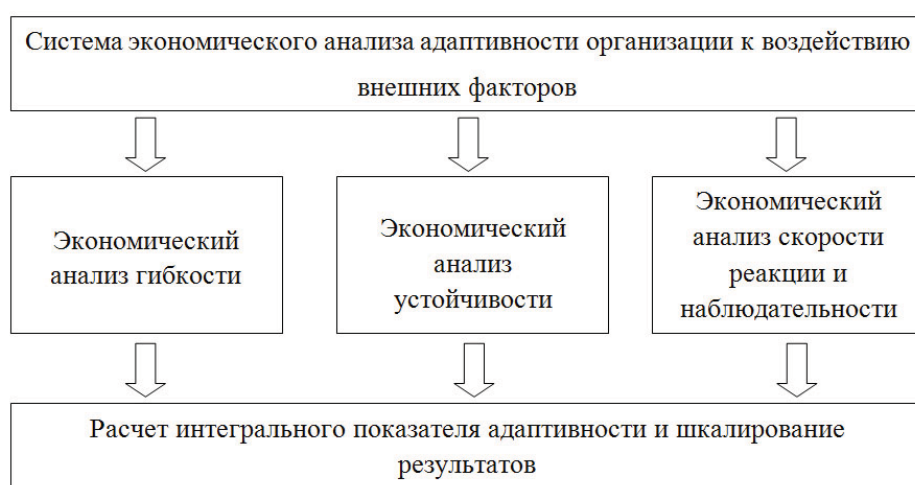 Система экономического анализа адаптивности организации к воздействию
внешних факторов
Экономический
анализ гибкости
Экономический
анализ
устойчивости
Экономический
анализ скорости
реакции и
наблюдательности
Расчет интегрального показателя адаптивности и шкалирование
результатов